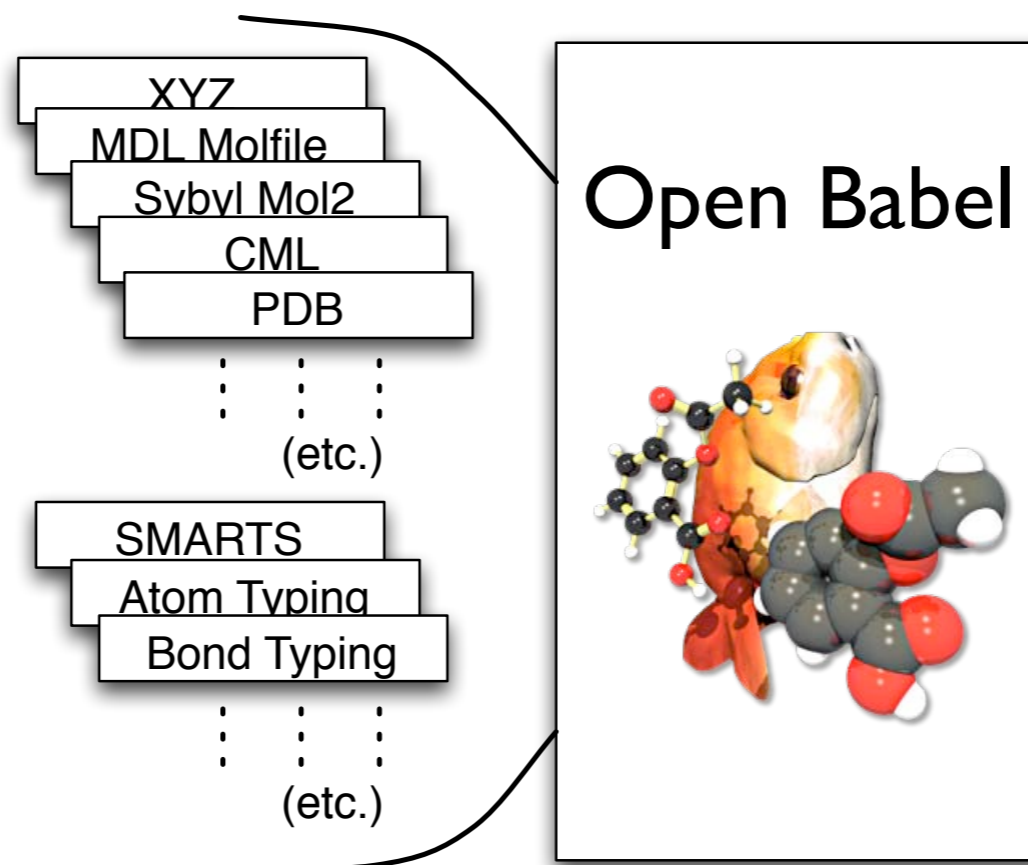 XYZ
MDL Molfile
Sybyl Mol2
CML
PDB
(etc.)
SMARTS
Atom Typing
Bond Typing
(etc.)
Open Babel